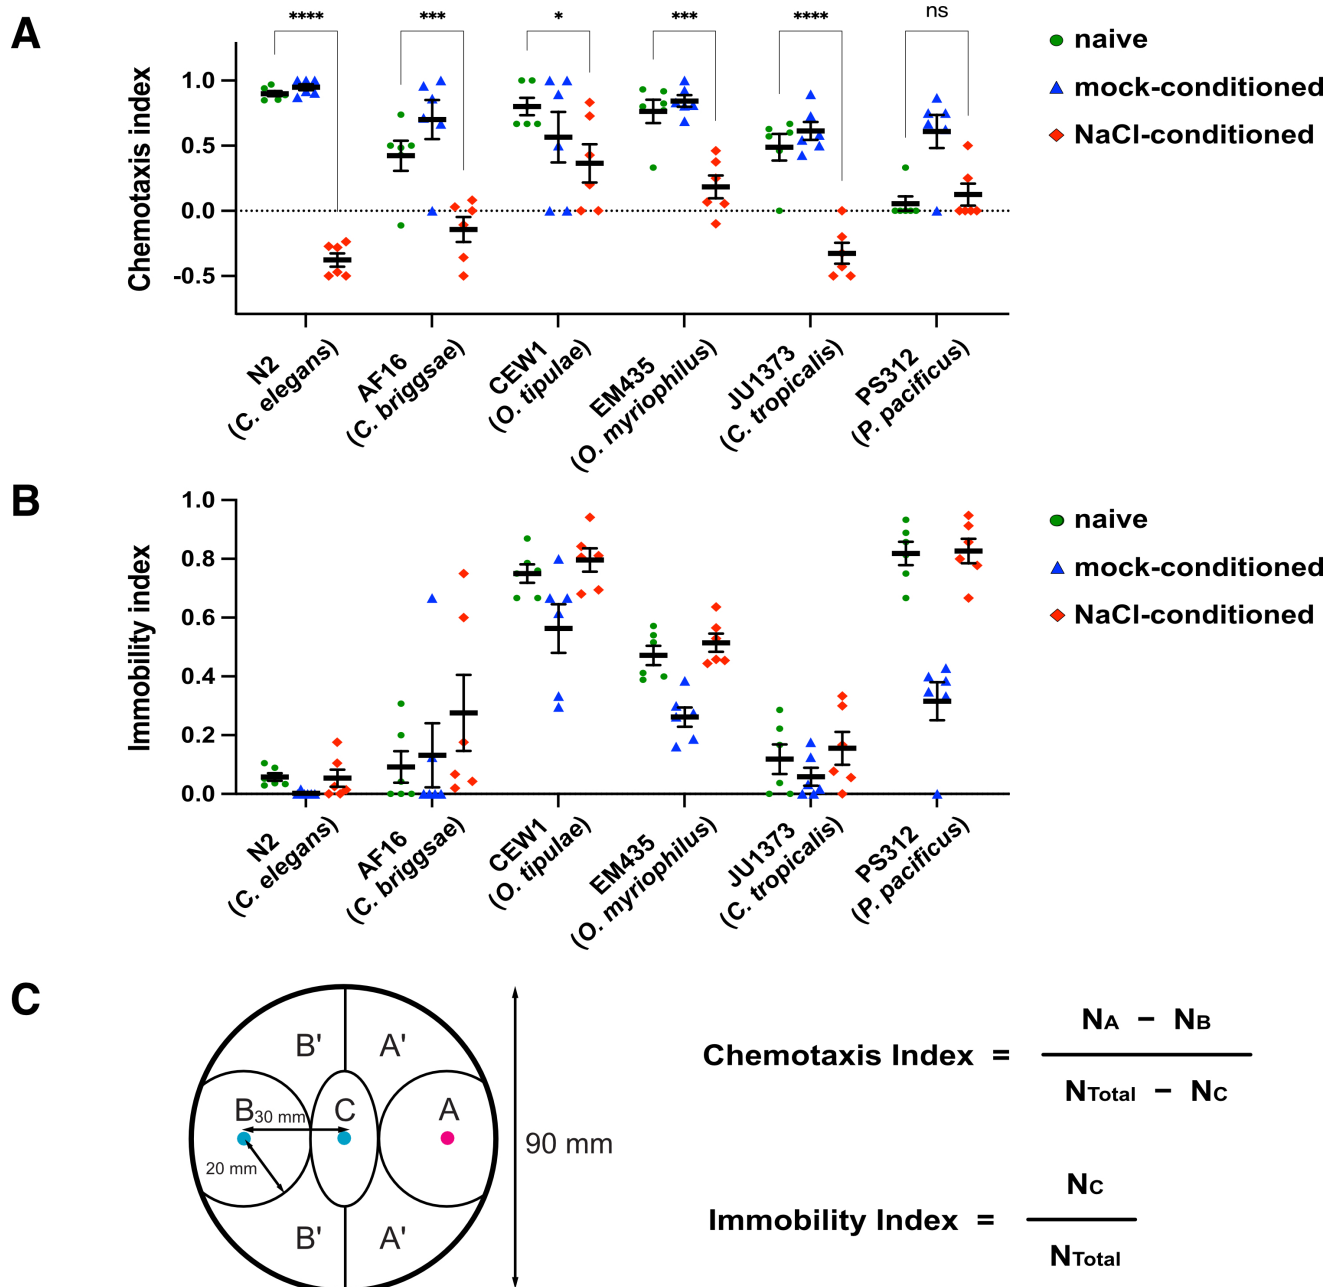 A
**** *** * *** **** ns
Chemotaxis index
1.0
0.5
0.0
-0.5
N2
(C. elegans)
AF16
(C. briggsae)
CEW1
(O. tipulae)
EM435
(O. myriophilus)
JU1373
(C. tropicalis)
PS312
(P. pacificus)
naive
mock-conditioned
NaCl-conditioned
B
Immobility index
1.0
0.8
0.6
0.4
0.2
0.0
N2
(C. elegans)
AF16
(C. briggsae)
CEW1
(O. tipulae)
EM435
(O. myriophilus)
JU1373
(C. tropicalis)
PS312
(P. pacificus)
naive
mock-conditioned
NaCl-conditioned
C
B' A'
B 30 mm C A
20 mm
B' A'
90 mm
Chemotaxis Index =
NA − NB
NTotal − NC
Immobility Index =
NC
NTotal